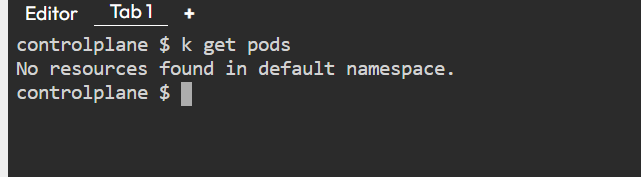 Editor Tab 1 +
controlplane $ k get pods
No resources found in default namespace.
controlplane $